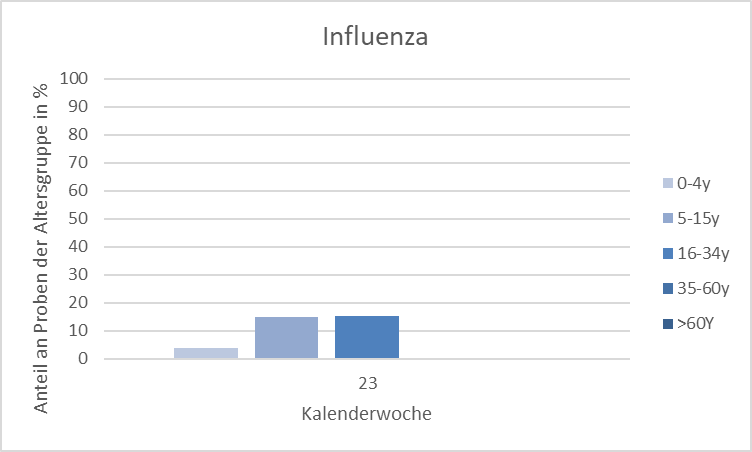 Influenza
Anteil an Proben der Altersgruppe in %
100
90
80
70
60
50
40
30
20
10
0
23
Kalenderwoche
0-4y
5-15y
16-34y
35-60y
>60Y